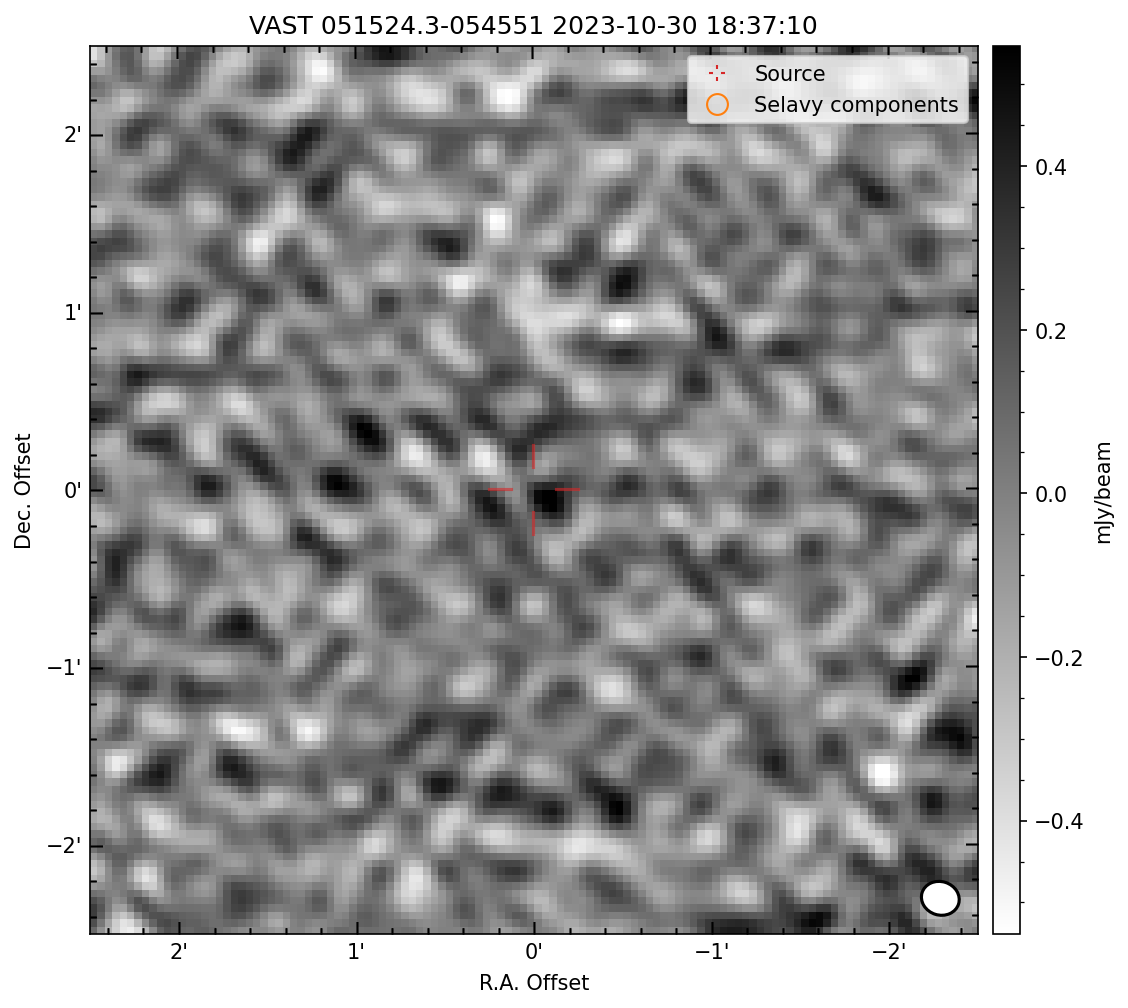 VAST 051524.3-054551 2023-10-30 18:37:10
Source
Selavy components
2'
1'
0'
−1'
−2'
Dec. Offset
2'
1'
0'
−1'
−2'
R.A. Offset
0.4
0.2
0.0
−0.2
−0.4
mJy/beam